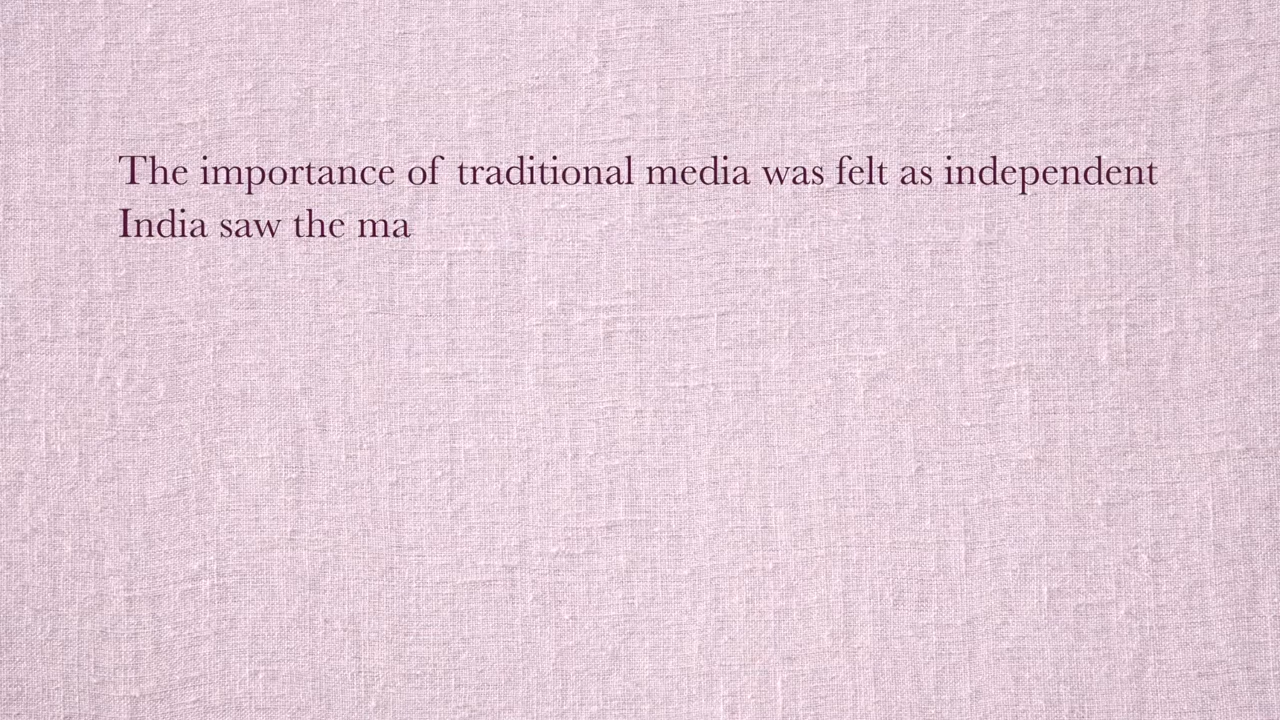 The importance of traditional media was felt as independent
India saw the ma